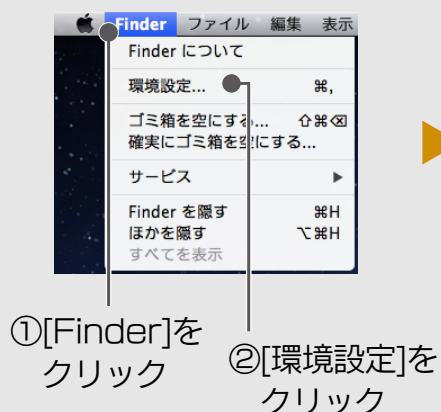 Finder ファイル 編集 表示
Finder について
環境設定... ⌘,
ゴミ箱を空にする... ⇧⌘⌫
確実にゴミ箱を空にする...
サービス ▶
Finder を隠す ⌘H
ほかを隠す ⌥⌘H
すべてを表示
①[Finder]を
クリック
②[環境設定]を
クリック